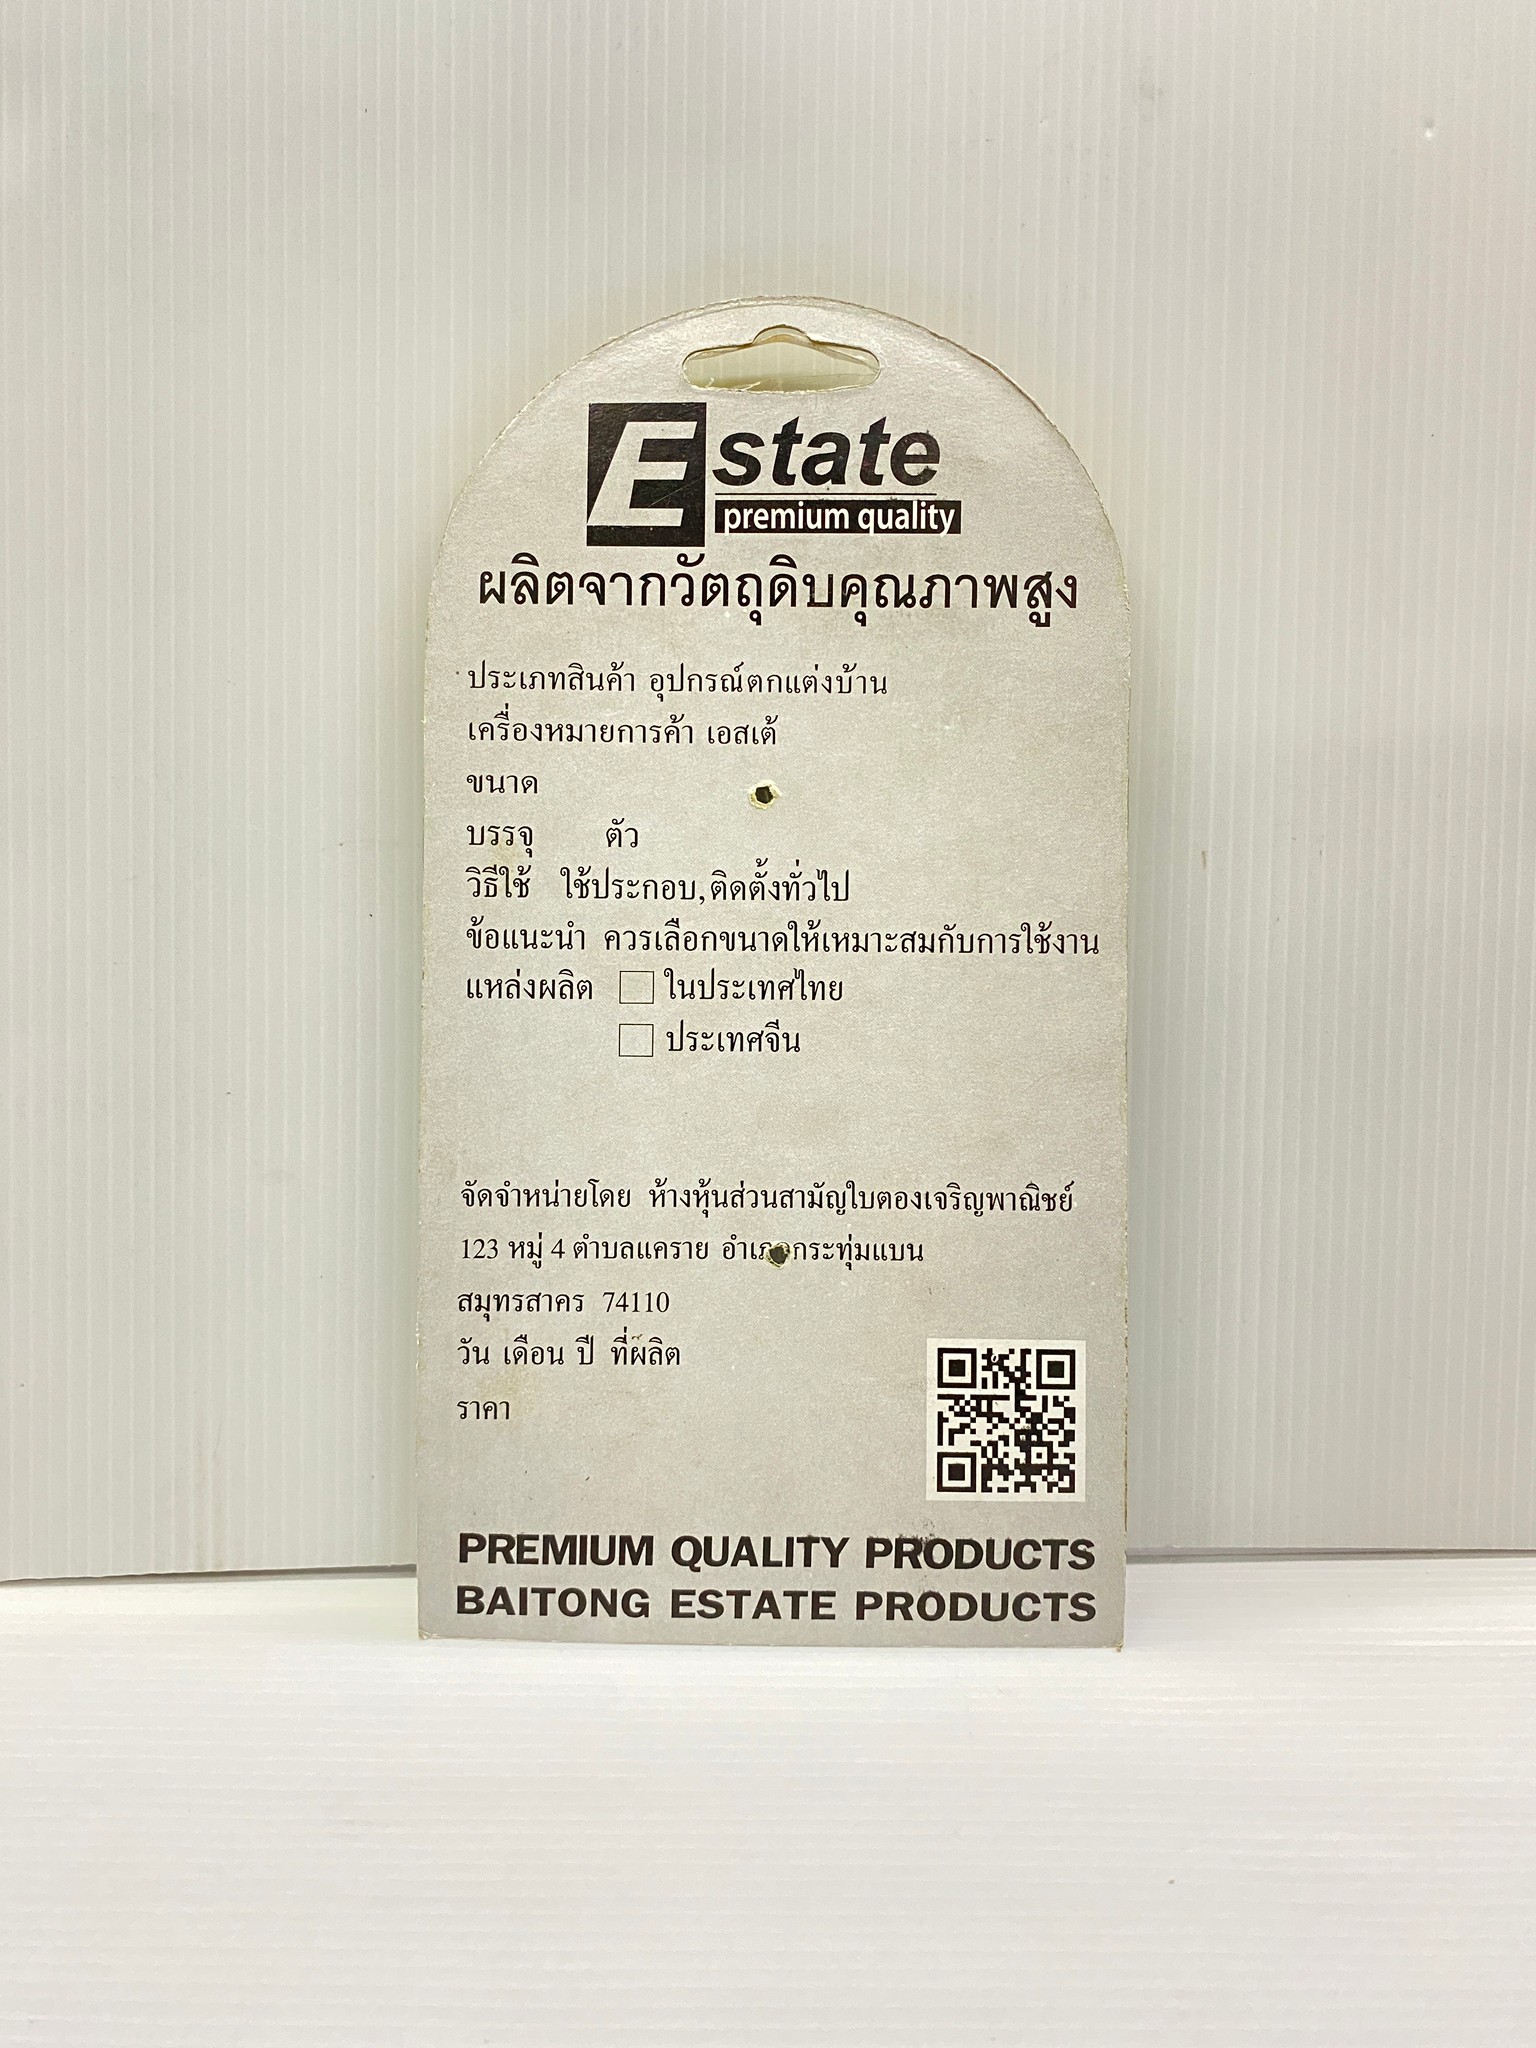 Estate
premium quality
ผลิตจากวัตถุดิบคุณภาพสูง
ประเภทสินค้า อุปกรณ์ตกแต่งบ้าน
เครื่องหมายการค้า เอสเต้
ขนาด
บรรจุ ตัว
วิธีใช้ ใช้ประกอบ,ติดตั้งทั่วไป
ข้อแนะนำ ควรเลือกขนาดให้เหมาะสมกับการใช้งาน
แหล่งผลิต ในประเทศไทย
ประเทศจีน
จัดจำหน่ายโดย ห้างหุ้นส่วนสามัญใบตองเจริญพาณิชย์
123 หมู่ 4 ตำบลแคราย อำเภอกระทุ่มแบน
สมุทรสาคร 74110
วัน เดือน ปี ที่ผลิต
ราคา
PREMIUM QUALITY PRODUCTS
BAITONG ESTATE PRODUCTS